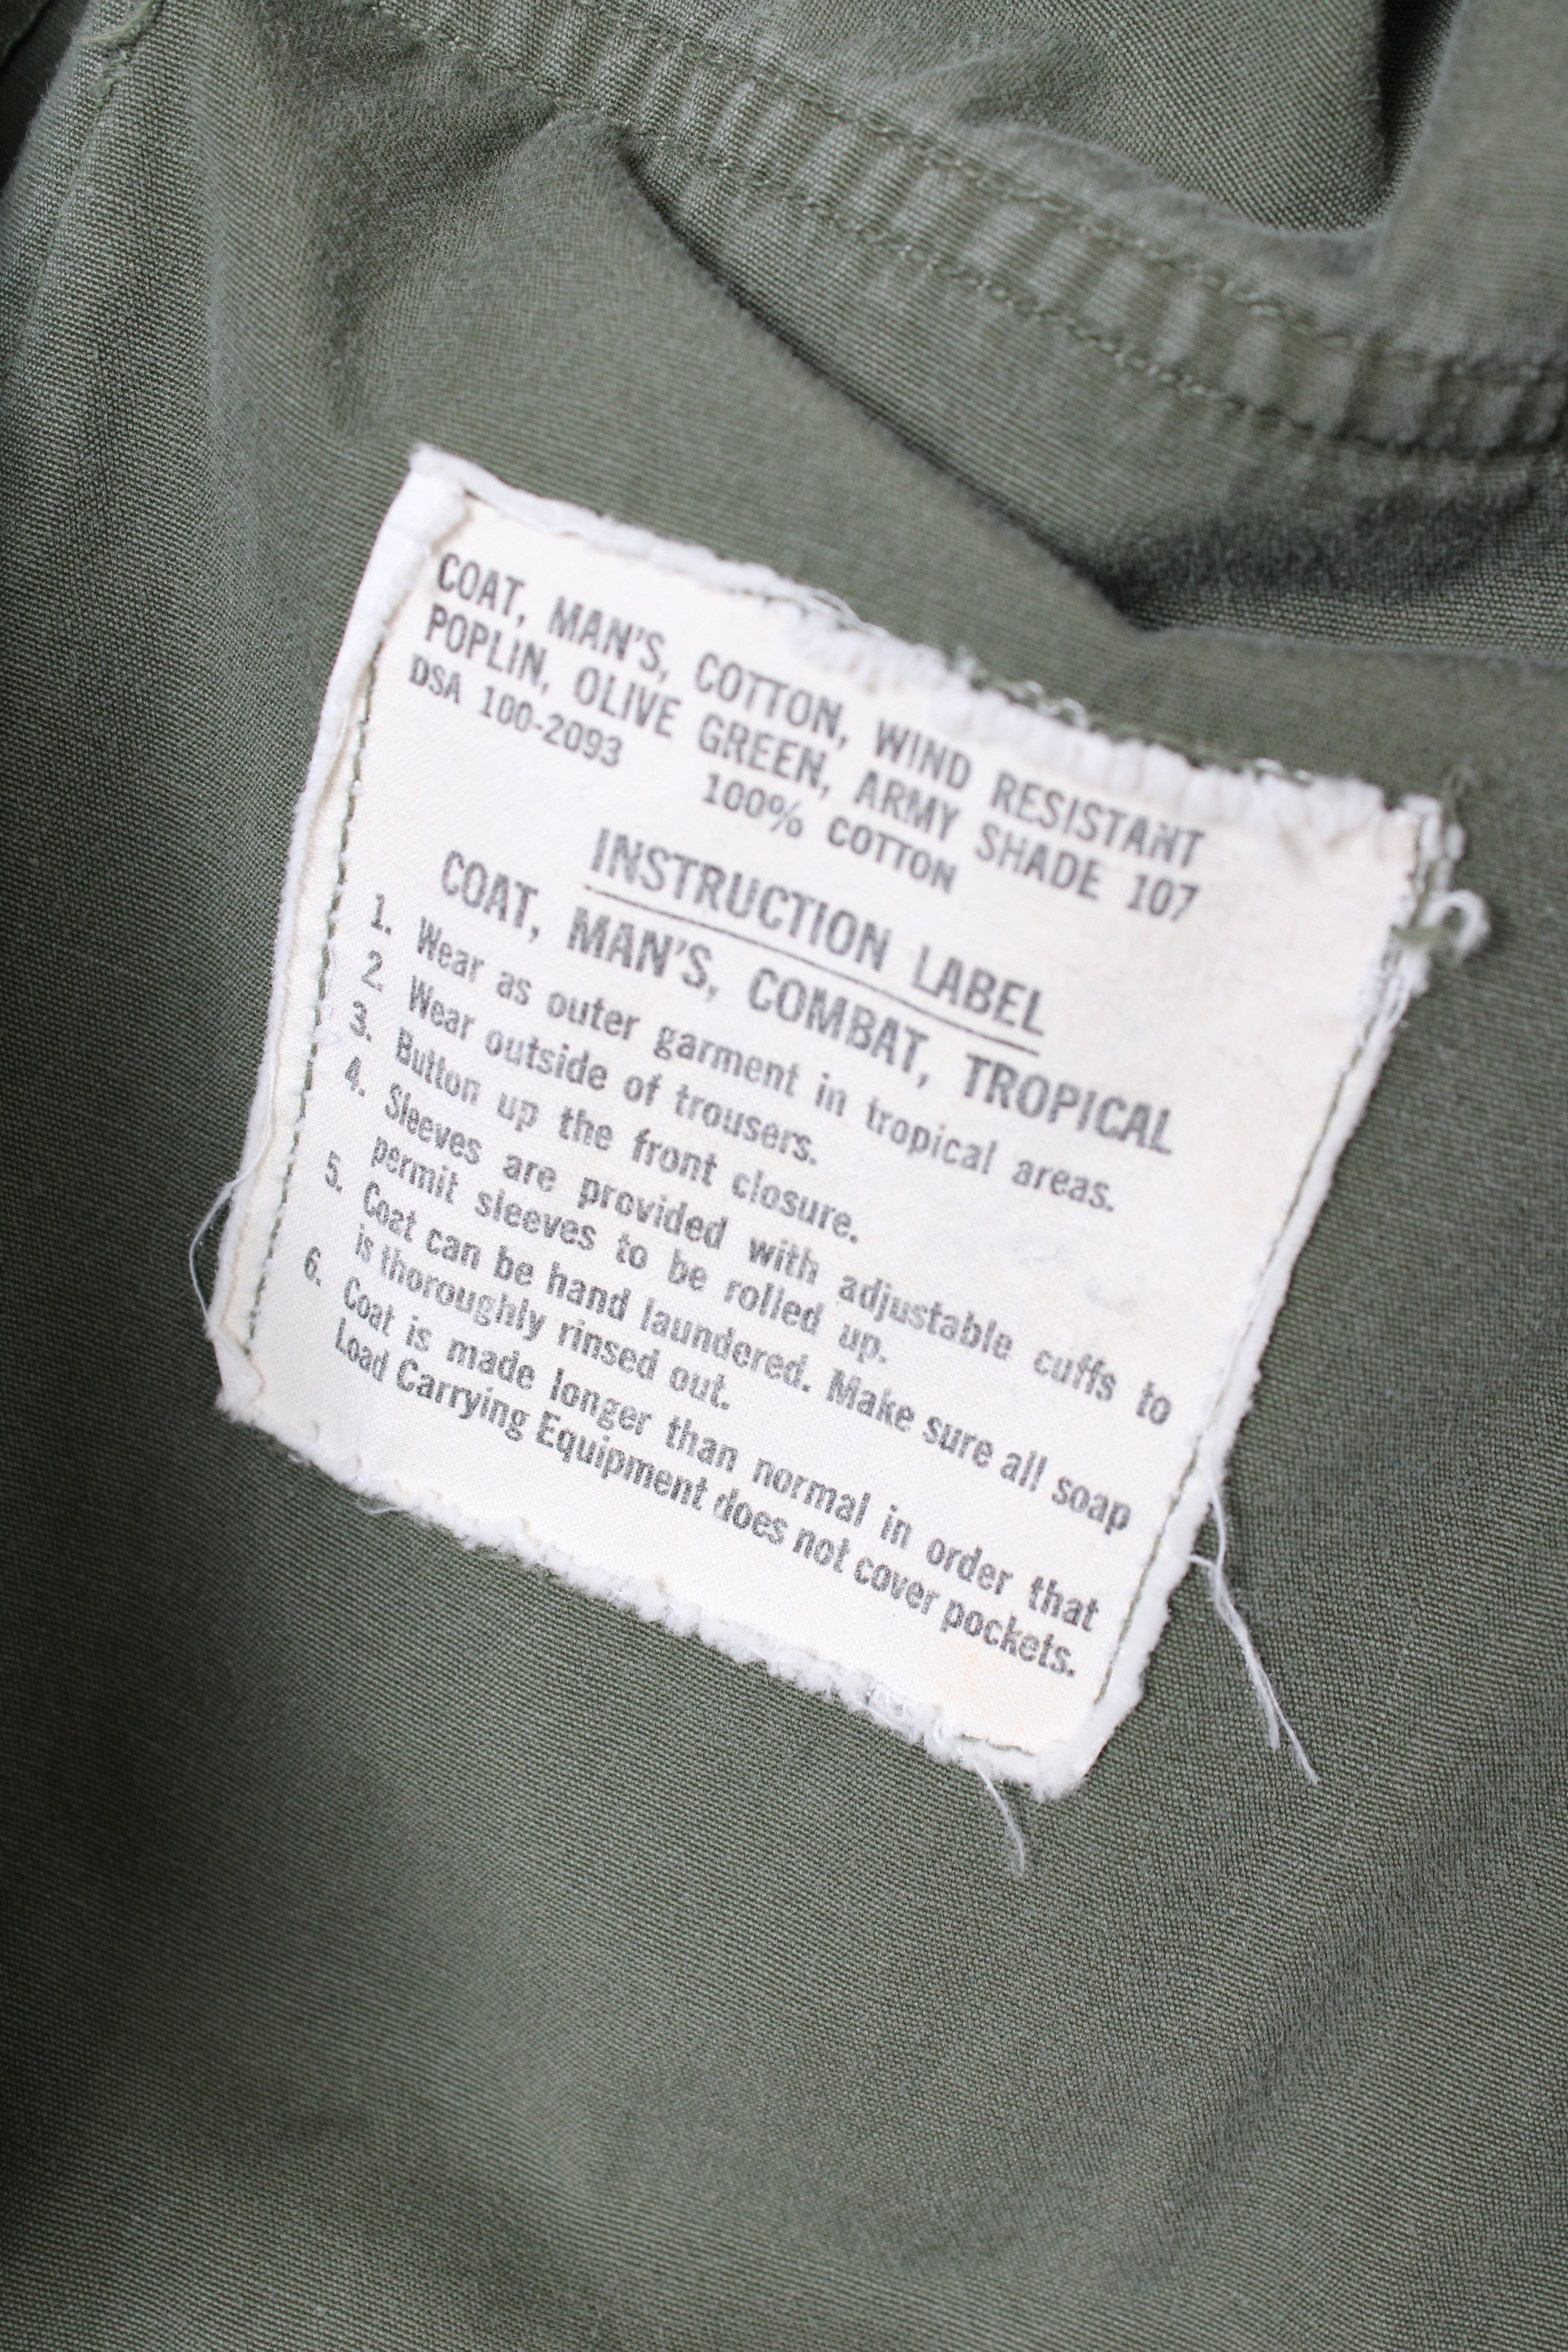 COAT, MAN'S, COTTON, WIND RESISTANT
POPLIN, OLIVE GREEN, ARMY SHADE 107
DSA 100-2093 100% COTTON
INSTRUCTION LABEL
COAT, MAN'S, COMBAT, TROPICAL
1. Wear as outer garment in tropical areas.
2. Wear outside of trousers.
3. Button up the front closure.
4. Sleeves are provided with adjustable cuffs to
permit sleeves to be rolled up.
5. Coat can be hand laundered. Make sure all soap
is thoroughly rinsed out.
6. Coat is made longer than normal in order that
Load Carrying Equipment does not cover pockets.